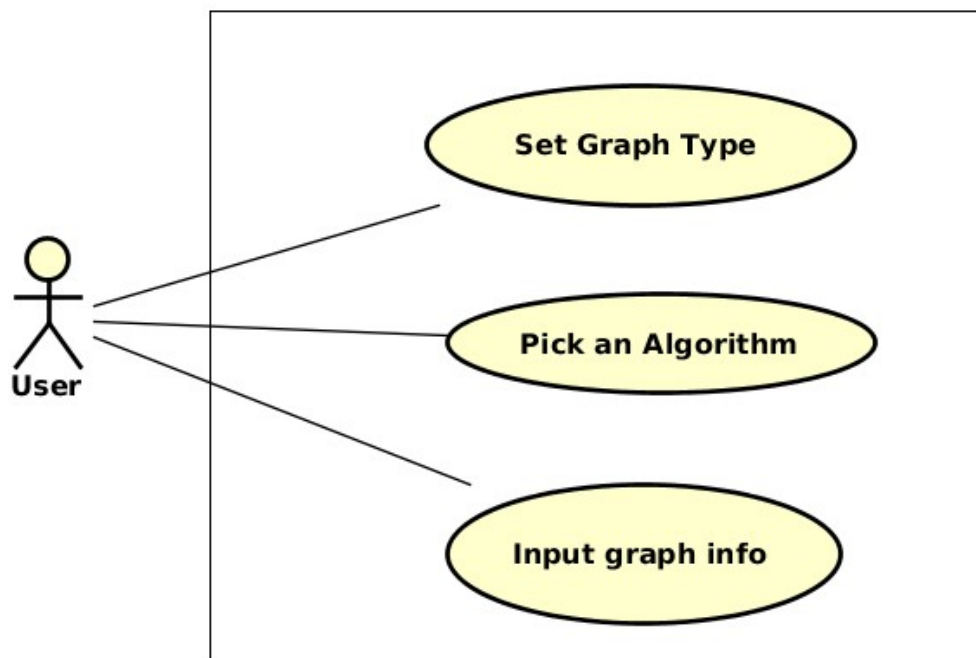 Set Graph Type
Pick an Algorithm
User
Input graph info